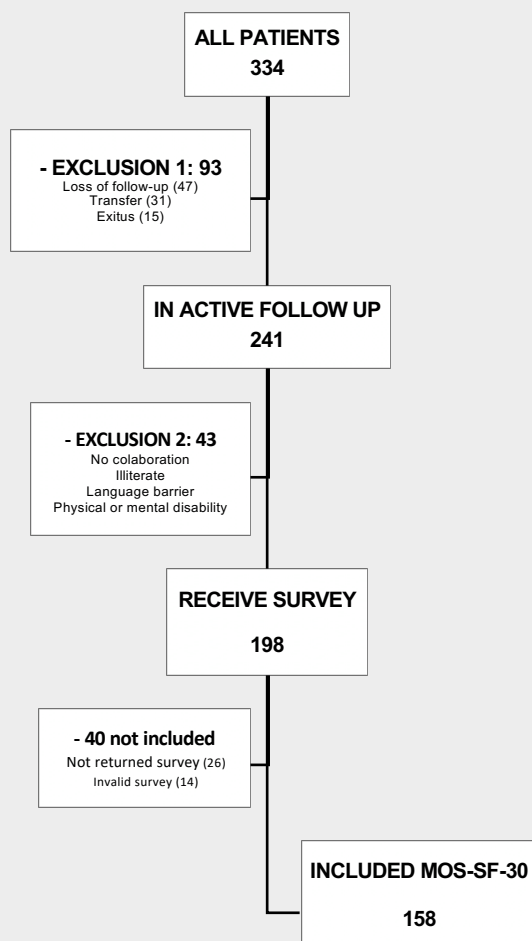 ALL PATIENTS
334
- EXCLUSION 1: 93
Loss of follow-up (47)
Transfer (31)
Exitus (15)
IN ACTIVE FOLLOW UP
241
- EXCLUSION 2: 43
No colaboration
Illiterate
Language barrier
Physical or mental disability
RECEIVE SURVEY
198
- 40 not included
Not returned survey (26)
Invalid survey (14)
INCLUDED MOS-SF-30
158